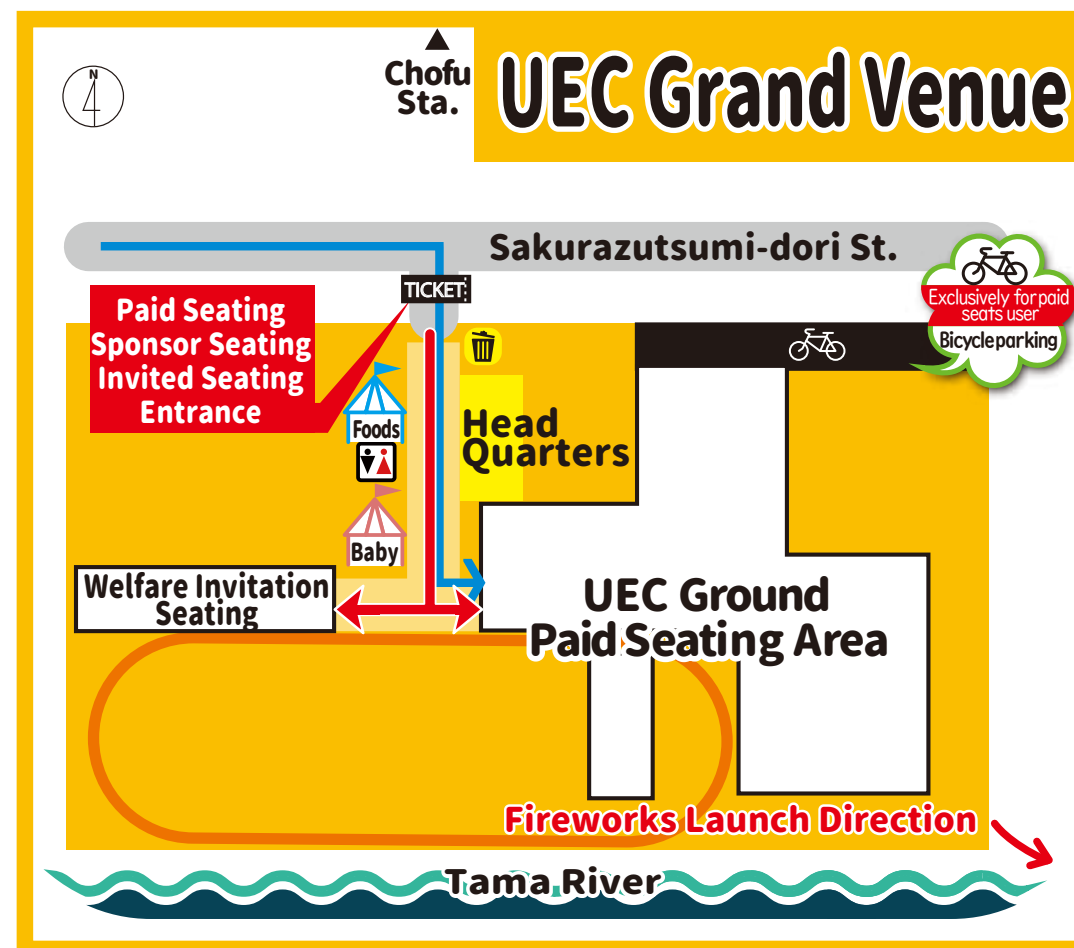 N
Chofu
Sta.
UEC Grand Venue
Sakurazutsumi-dori St.
TICKET
Exclusively for paid
seats user
Bicycle parking
Paid Seating
Sponsor Seating
Invited Seating
Entrance
Foods
Head
Quarters
Baby
Welfare Invitation
Seating
UEC Ground
Paid Seating Area
Fireworks Launch Direction
Tama River